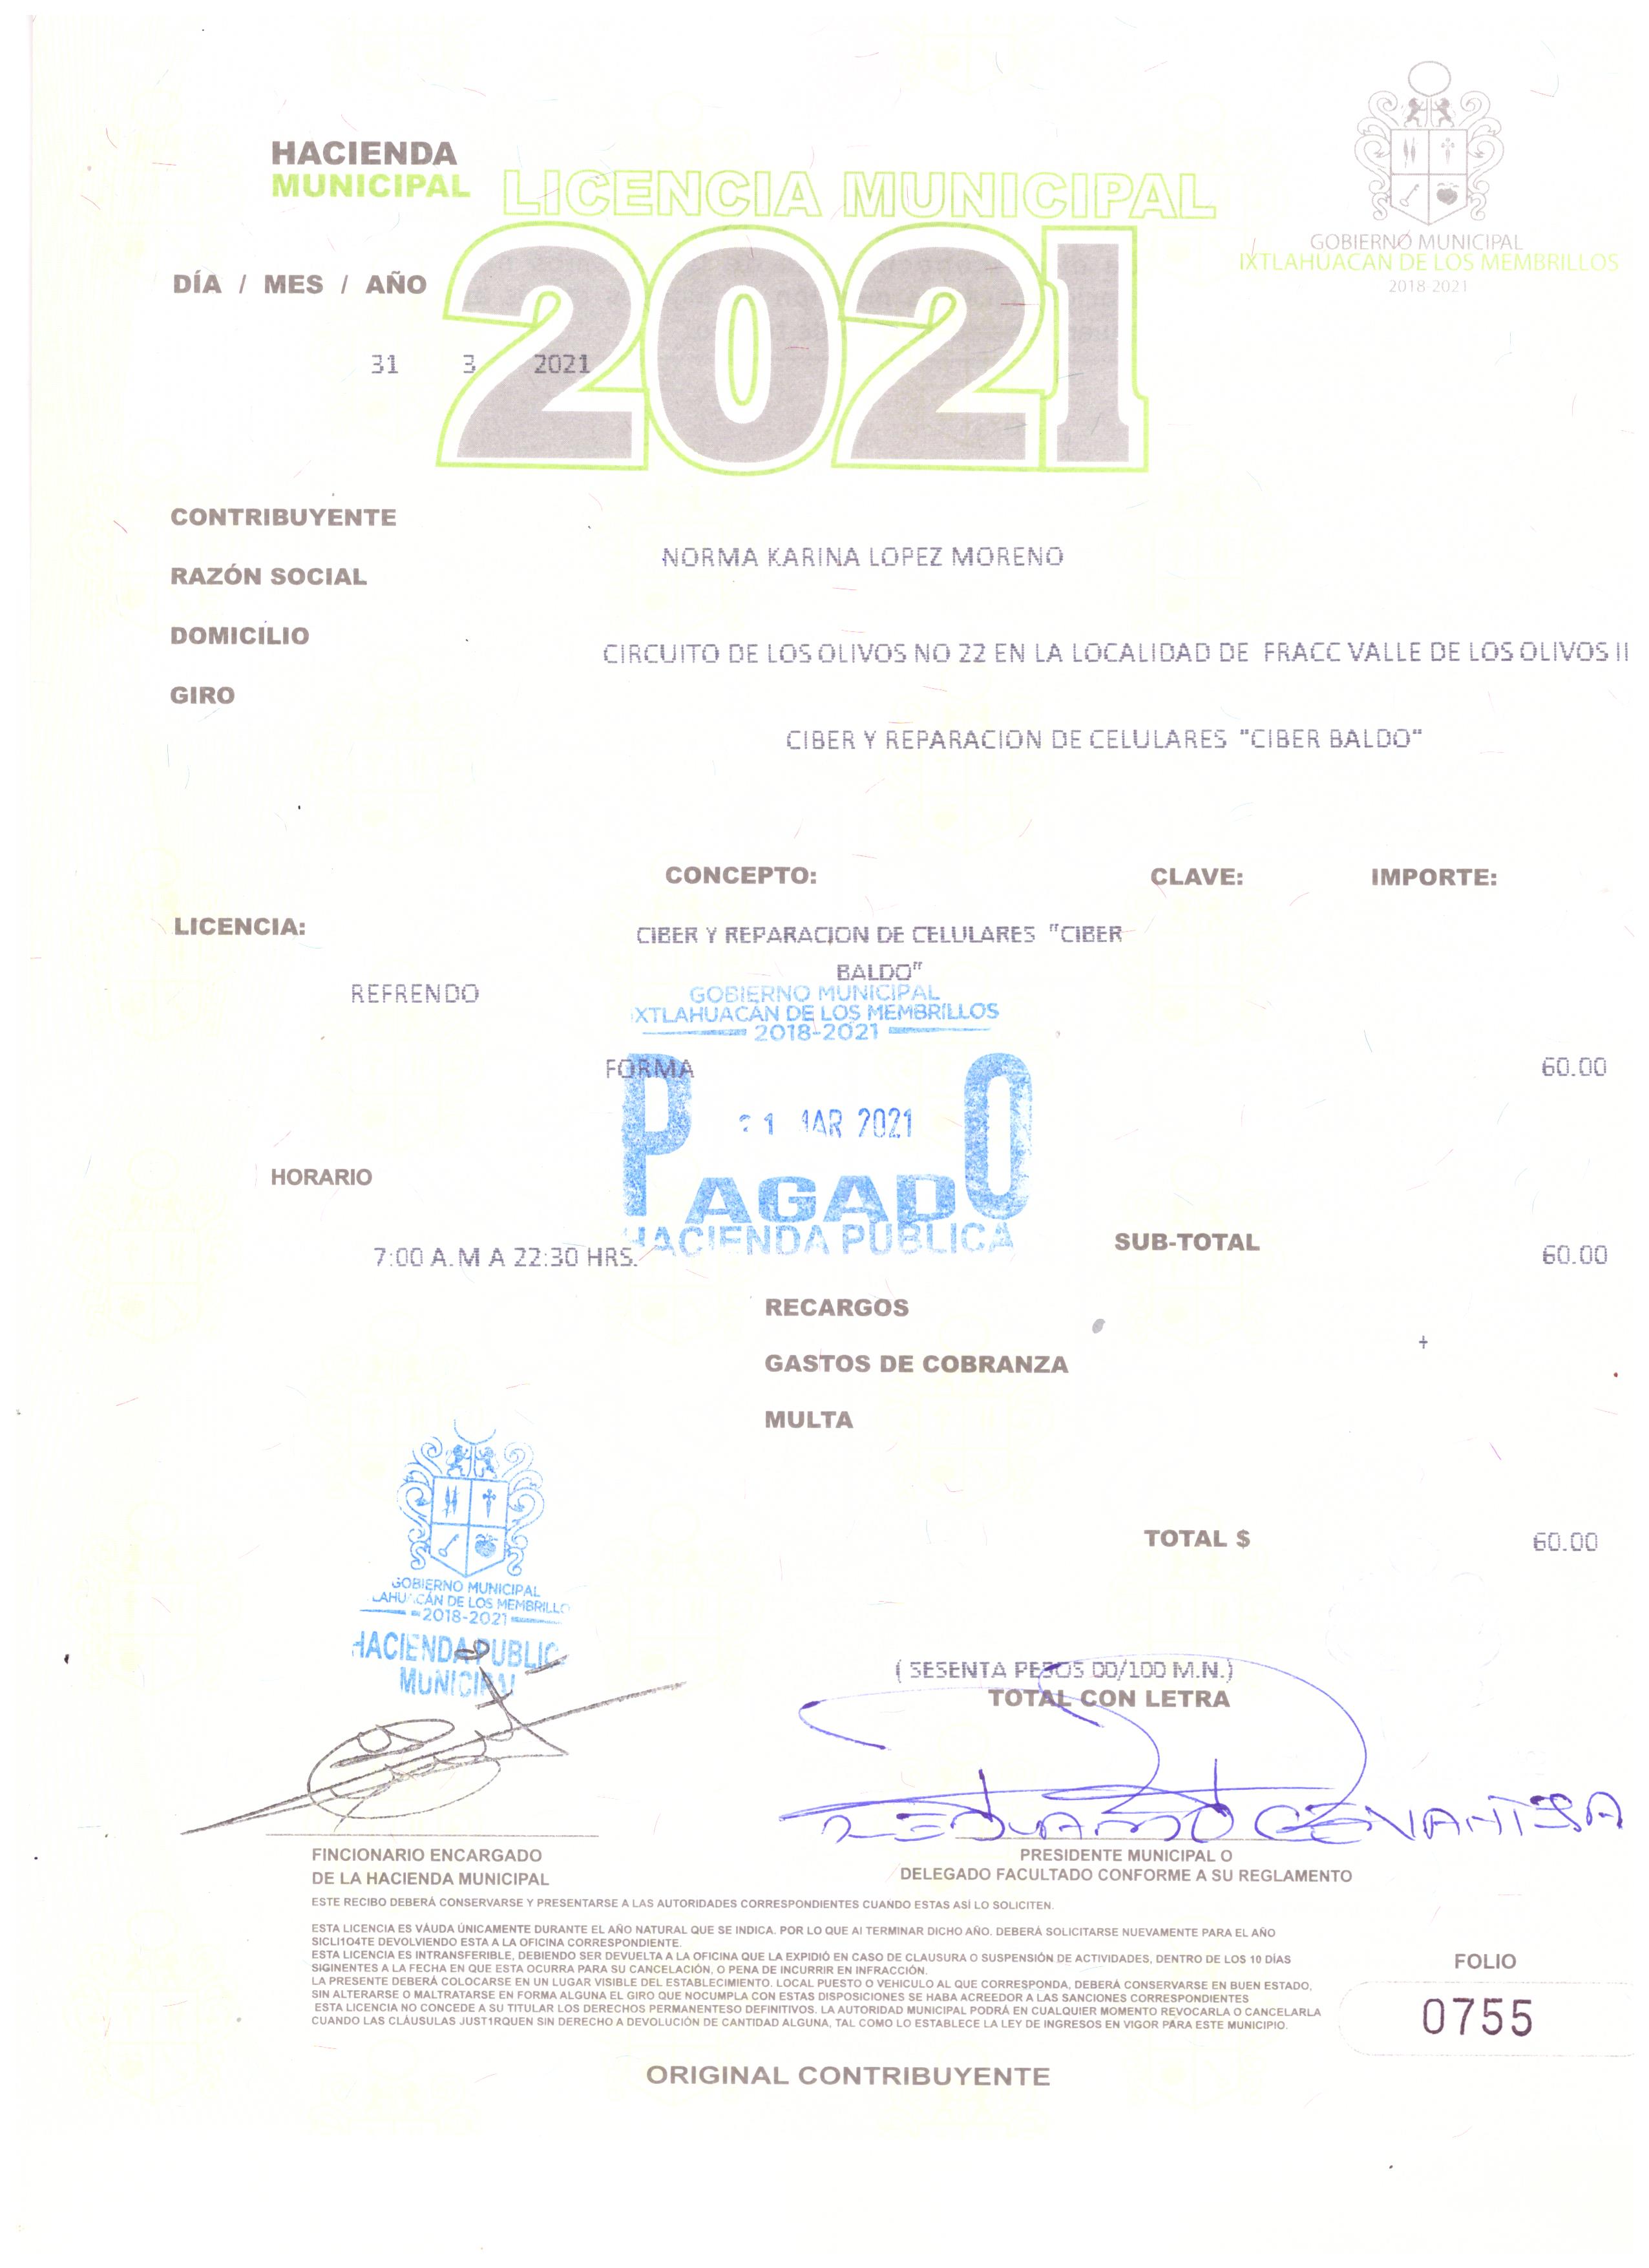 HACIENDA
MUNICIPAL
LICENCIA MUNICIPAL
2021
GOBIERNO MUNICIPAL
IXTLAHUACAN DE LOS MEMBRILLOS
2018-2021
DÍA / MES / AÑO
31 3 2021
CONTRIBUYENTE
NORMA KARINA LOPEZ MORENO
RAZÓN SOCIAL
DOMICILIO
CIRCUITO DE LOS OLIVOS NO 22 EN LA LOCALIDAD DE FRACC VALLE DE LOS OLIVOS II
GIRO
CIBER Y REPARACION DE CELULARES "CIBER BALDO"
CONCEPTO: CLAVE: IMPORTE:
LICENCIA:
CIBER Y REPARACION DE CELULARES "CIBER
BALDO"
REFRENDO
GOBIERNO MUNICIPAL
IXTLAHUACÁN DE LOS MEMBRILLOS
2018-2021
FORMA 60.00
1 MAR 2021
PAGADO
HACIENDA PÚBLICA
HORARIO
7:00 A.M A 22:30 HRS.
SUB-TOTAL 60.00
RECARGOS
GASTOS DE COBRANZA
MULTA
TOTAL $ 60.00
GOBIERNO MUNICIPAL
LAHUACÁN DE LOS MEMBRILLO
2018-2021
HACIENDA PUBLIC
MUNICIPAL
( SESENTA PESOS 00/100 M.N.)
TOTAL CON LETRA
EDUARDO CERVANTES A
FINCIONARIO ENCARGADO
DE LA HACIENDA MUNICIPAL
PRESIDENTE MUNICIPAL O
DELEGADO FACULTADO CONFORME A SU REGLAMENTO
ESTE RECIBO DEBERÁ CONSERVARSE Y PRESENTARSE A LAS AUTORIDADES CORRESPONDIENTES CUANDO ESTAS ASÍ LO SOLICITEN.
ESTA LICENCIA ES VÁUDA ÚNICAMENTE DURANTE EL AÑO NATURAL QUE SE INDICA. POR LO QUE AI TERMINAR DICHO AÑO. DEBERÁ SOLICITARSE NUEVAMENTE PARA EL AÑO
SICLI1O4TE DEVOLVIENDO ESTA A LA OFICINA CORRESPONDIENTE.
ESTA LICENCIA ES INTRANSFERIBLE, DEBIENDO SER DEVUELTA A LA OFICINA QUE LA EXPIDIÓ EN CASO DE CLAUSURA O SUSPENSIÓN DE ACTIVIDADES, DENTRO DE LOS 10 DÍAS
SIGINENTES A LA FECHA EN QUE ESTA OCURRA PARA SU CANCELACIÓN, O PENA DE INCURRIR EN INFRACCIÓN.
LA PRESENTE DEBERÁ COLOCARSE EN UN LUGAR VISIBLE DEL ESTABLECIMIENTO. LOCAL PUESTO O VEHICULO AL QUE CORRESPONDA, DEBERÁ CONSERVARSE EN BUEN ESTADO,
SIN ALTERARSE O MALTRATARSE EN FORMA ALGUNA EL GIRO QUE NOCUMPLA CON ESTAS DISPOSICIONES SE HABA ACREEDOR A LAS SANCIONES CORRESPONDIENTES
ESTA LICENCIA NO CONCEDE A SU TITULAR LOS DERECHOS PERMANENTESO DEFINITIVOS. LA AUTORIDAD MUNICIPAL PODRÁ EN CUALQUIER MOMENTO REVOCARLA O CANCELARLA
CUANDO LAS CLÁUSULAS JUST1RQUEN SIN DERECHO A DEVOLUCIÓN DE CANTIDAD ALGUNA, TAL COMO LO ESTABLECE LA LEY DE INGRESOS EN VIGOR PARA ESTE MUNICIPIO.
FOLIO
0755
ORIGINAL CONTRIBUYENTE